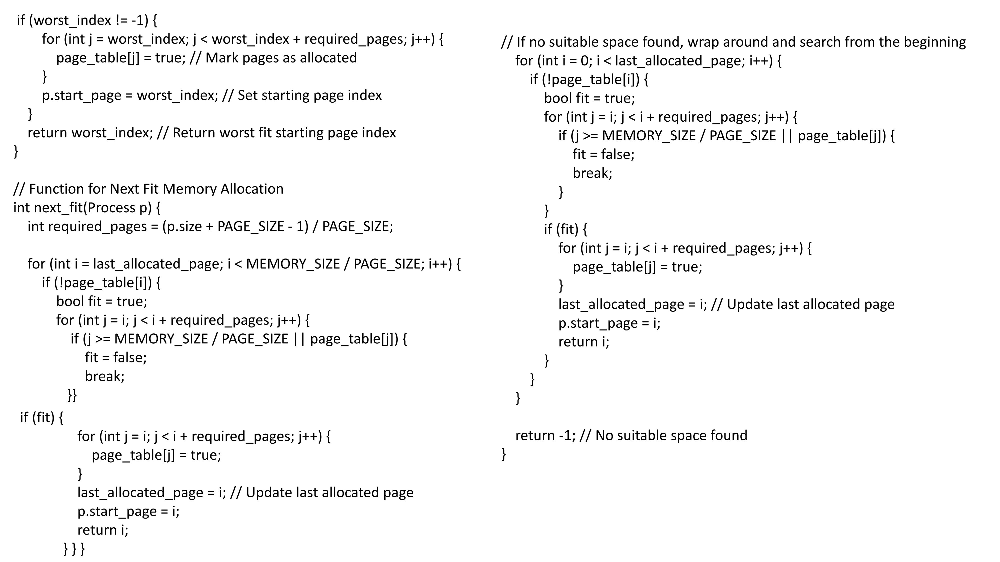 if (worst_index != -1) {
for (int j = worst_index; j < worst_index + required_pages; j++) {
page_table[j] = true; // Mark pages as allocated
}
p.start_page = worst_index; // Set starting page index
}
return worst_index; // Return worst fit starting page index
}
// Function for Next Fit Memory Allocation
int next_fit(Process p) {
int required_pages = (p.size + PAGE_SIZE - 1) / PAGE_SIZE;
for (int i = last_allocated_page; i < MEMORY_SIZE / PAGE_SIZE; i++) {
if (!page_table[i]) {
bool fit = true;
for (int j = i; j < i + required_pages; j++) {
if (j >= MEMORY_SIZE / PAGE_SIZE || page_table[j]) {
fit = false;
break;
}}
if (fit) {
for (int j = i; j < i + required_pages; j++) {
page_table[j] = true;
}
last_allocated_page = i; // Update last allocated page
p.start_page = i;
return i;
} } }
// If no suitable space found, wrap around and search from the beginning
for (int i = 0; i < last_allocated_page; i++) {
if (!page_table[i]) {
bool fit = true;
for (int j = i; j < i + required_pages; j++) {
if (j >= MEMORY_SIZE / PAGE_SIZE || page_table[j]) {
fit = false;
break;
}
}
if (fit) {
for (int j = i; j < i + required_pages; j++) {
page_table[j] = true;
}
last_allocated_page = i; // Update last allocated page
p.start_page = i;
return i;
}
}
}
return -1; // No suitable space found
}